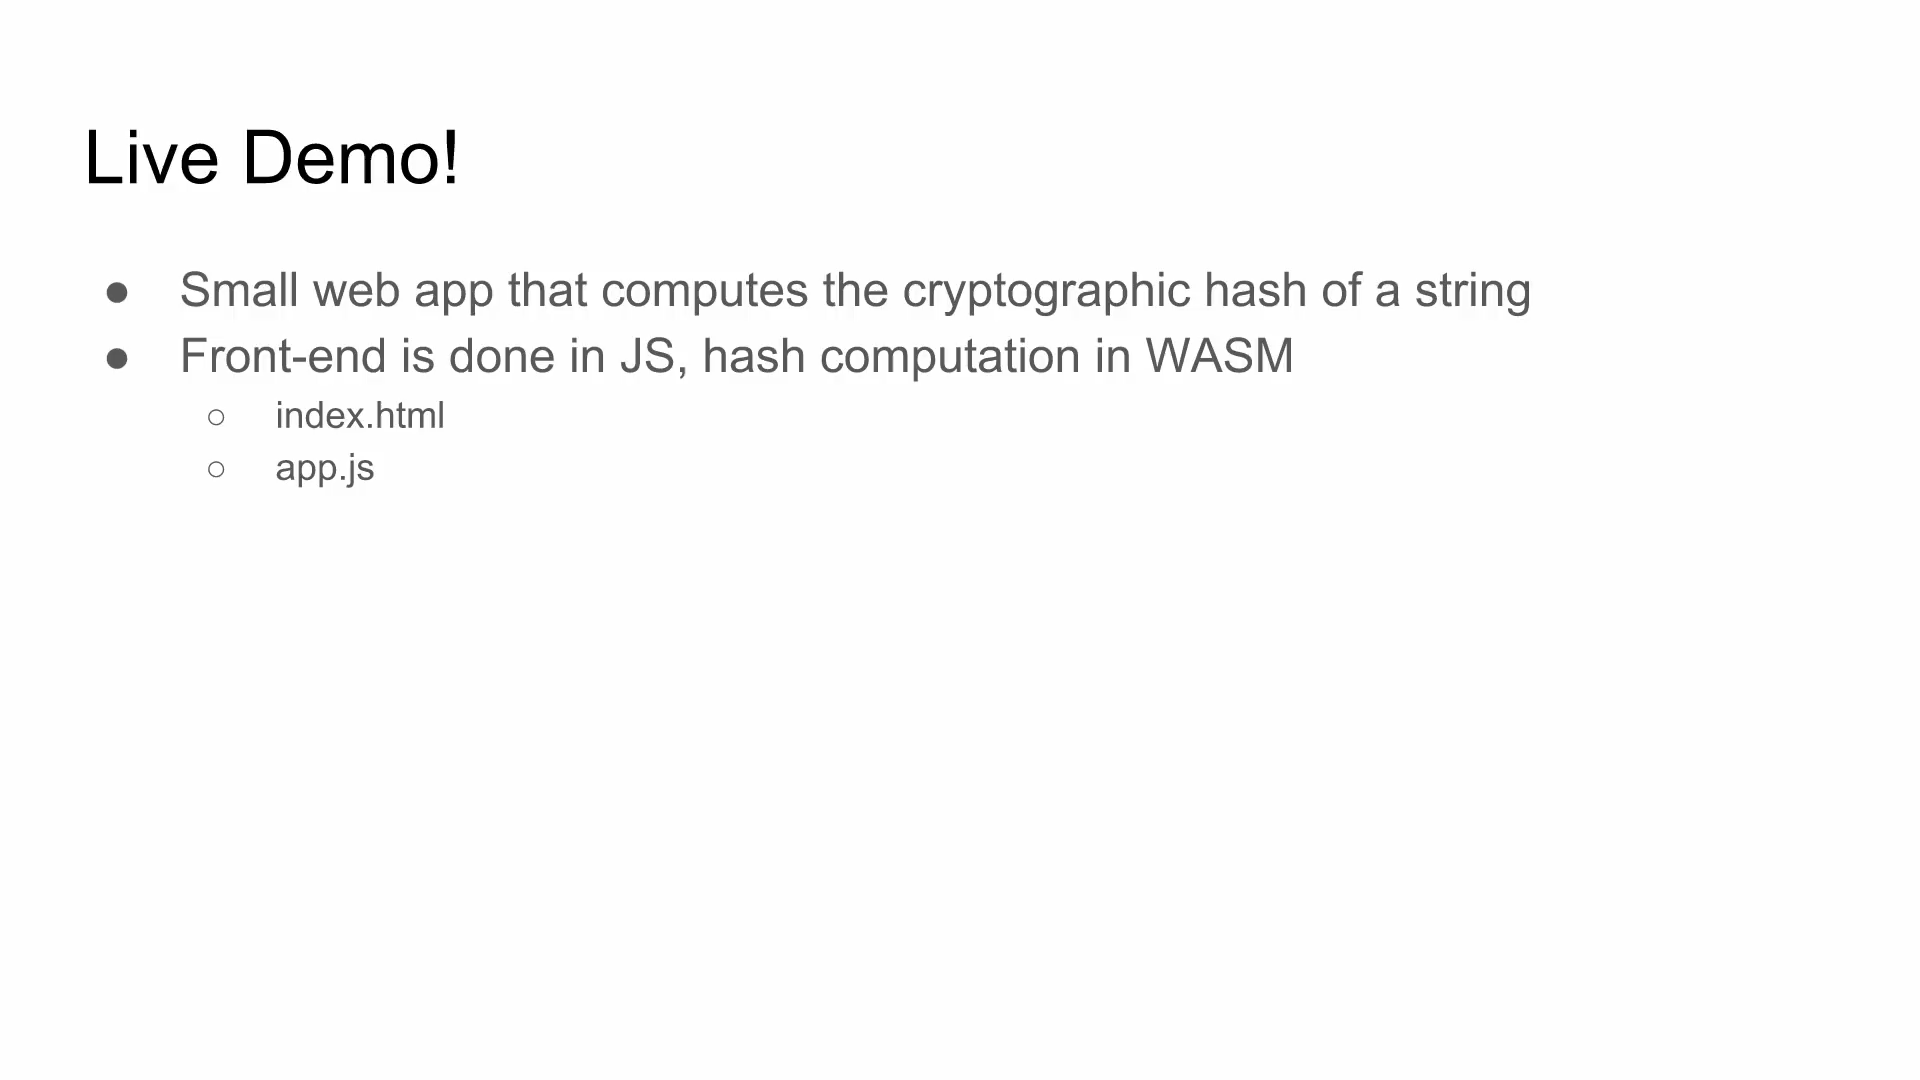 Live Demo!
● Small web app that computes the cryptographic hash of a string
● Front-end is done in JS, hash computation in WASM
○ index.html
○ app.js